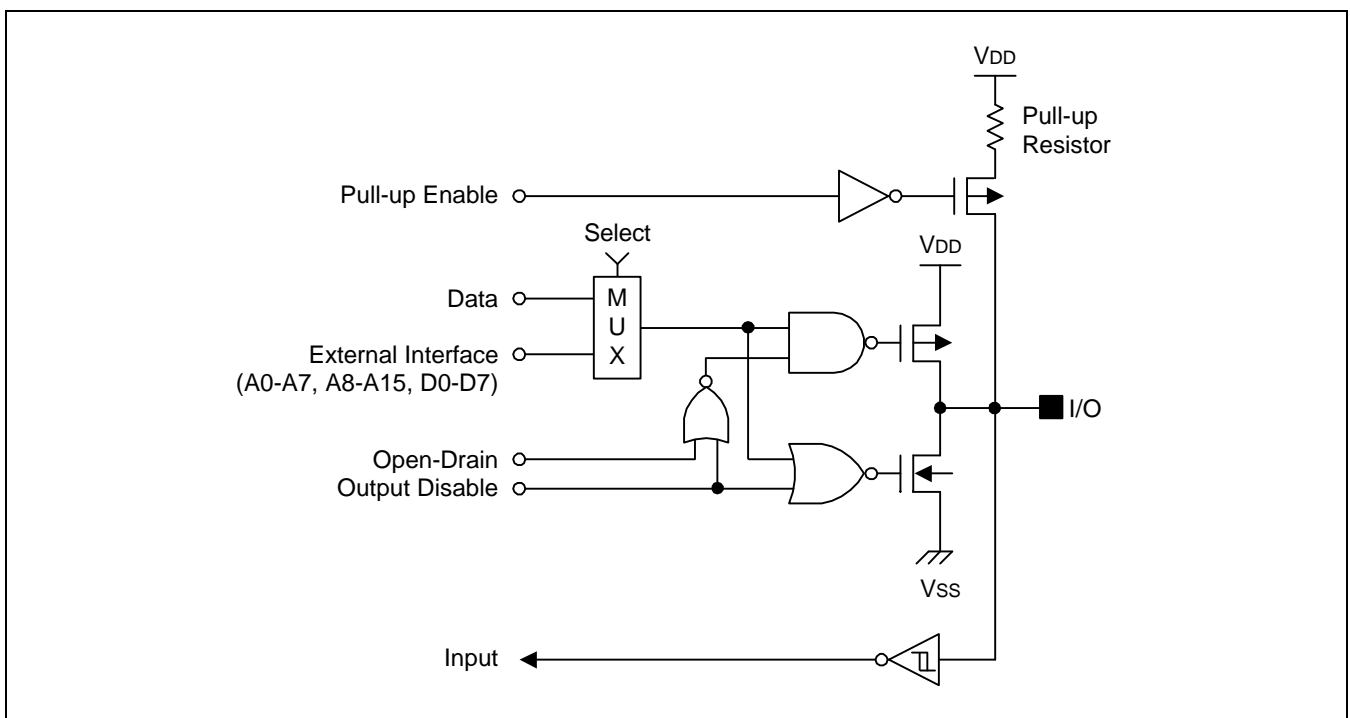 VDD
Pull-up
Resistor
Pull-up Enable
Select
VDD
Data
M
U
X
External Interface
(A0-A7, A8-A15, D0-D7)
I/O
Open-Drain
Output Disable
VSS
Input